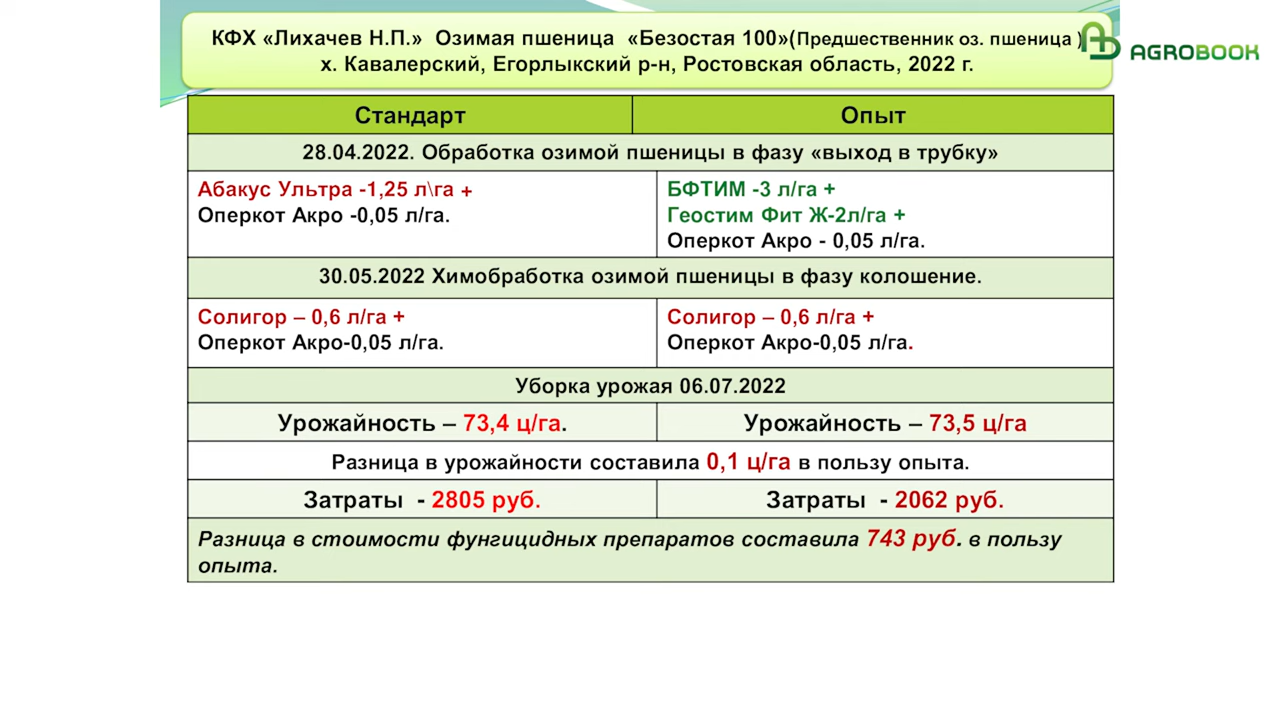 КФХ «Лихачев Н.П.» Озимая пшеница «Безостая 100»(Предшественник оз. пшеница )
х. Кавалерский, Егорлыкский р-н, Ростовская область, 2022 г.
AGROBOOK
Стандарт Опыт
28.04.2022. Обработка озимой пшеницы в фазу «выход в трубку»
Абакус Ультра -1,25 л\га +
Оперкот Акро -0,05 л/га.
БФТИМ -3 л/га +
Геостим Фит Ж-2л/га +
Оперкот Акро - 0,05 л/га.
30.05.2022 Химобработка озимой пшеницы в фазу колошение.
Солигор – 0,6 л/га +
Оперкот Акро-0,05 л/га.
Солигор – 0,6 л/га +
Оперкот Акро-0,05 л/га.
Уборка урожая 06.07.2022
Урожайность – 73,4 ц/га. Урожайность – 73,5 ц/га
Разница в урожайности составила 0,1 ц/га в пользу опыта.
Затраты - 2805 руб. Затраты - 2062 руб.
Разница в стоимости фунгицидных препаратов составила 743 руб. в пользу
опыта.